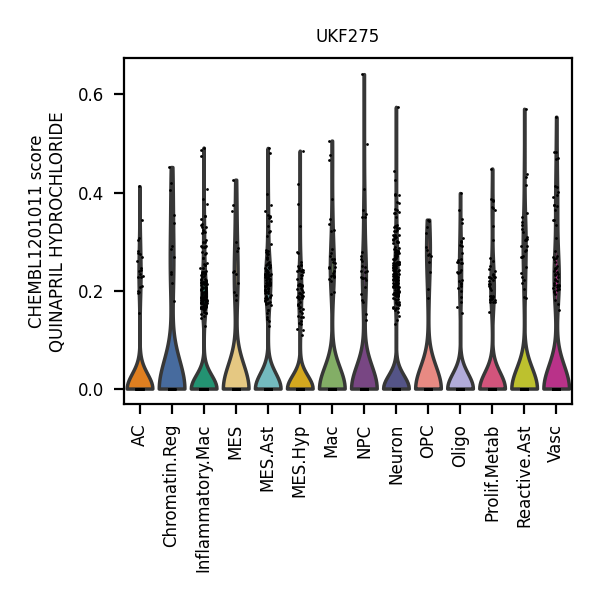 UKF275
CHEMBL1201011 score
QUINAPRIL HYDROCHLORIDE
0.6
0.4
0.2
0.0
AC
Chromatin.Reg
Inflammatory.Mac
MES
MES.Ast
MES.Hyp
Mac
NPC
Neuron
OPC
Oligo
Prolif.Metab
Reactive.Ast
Vasc